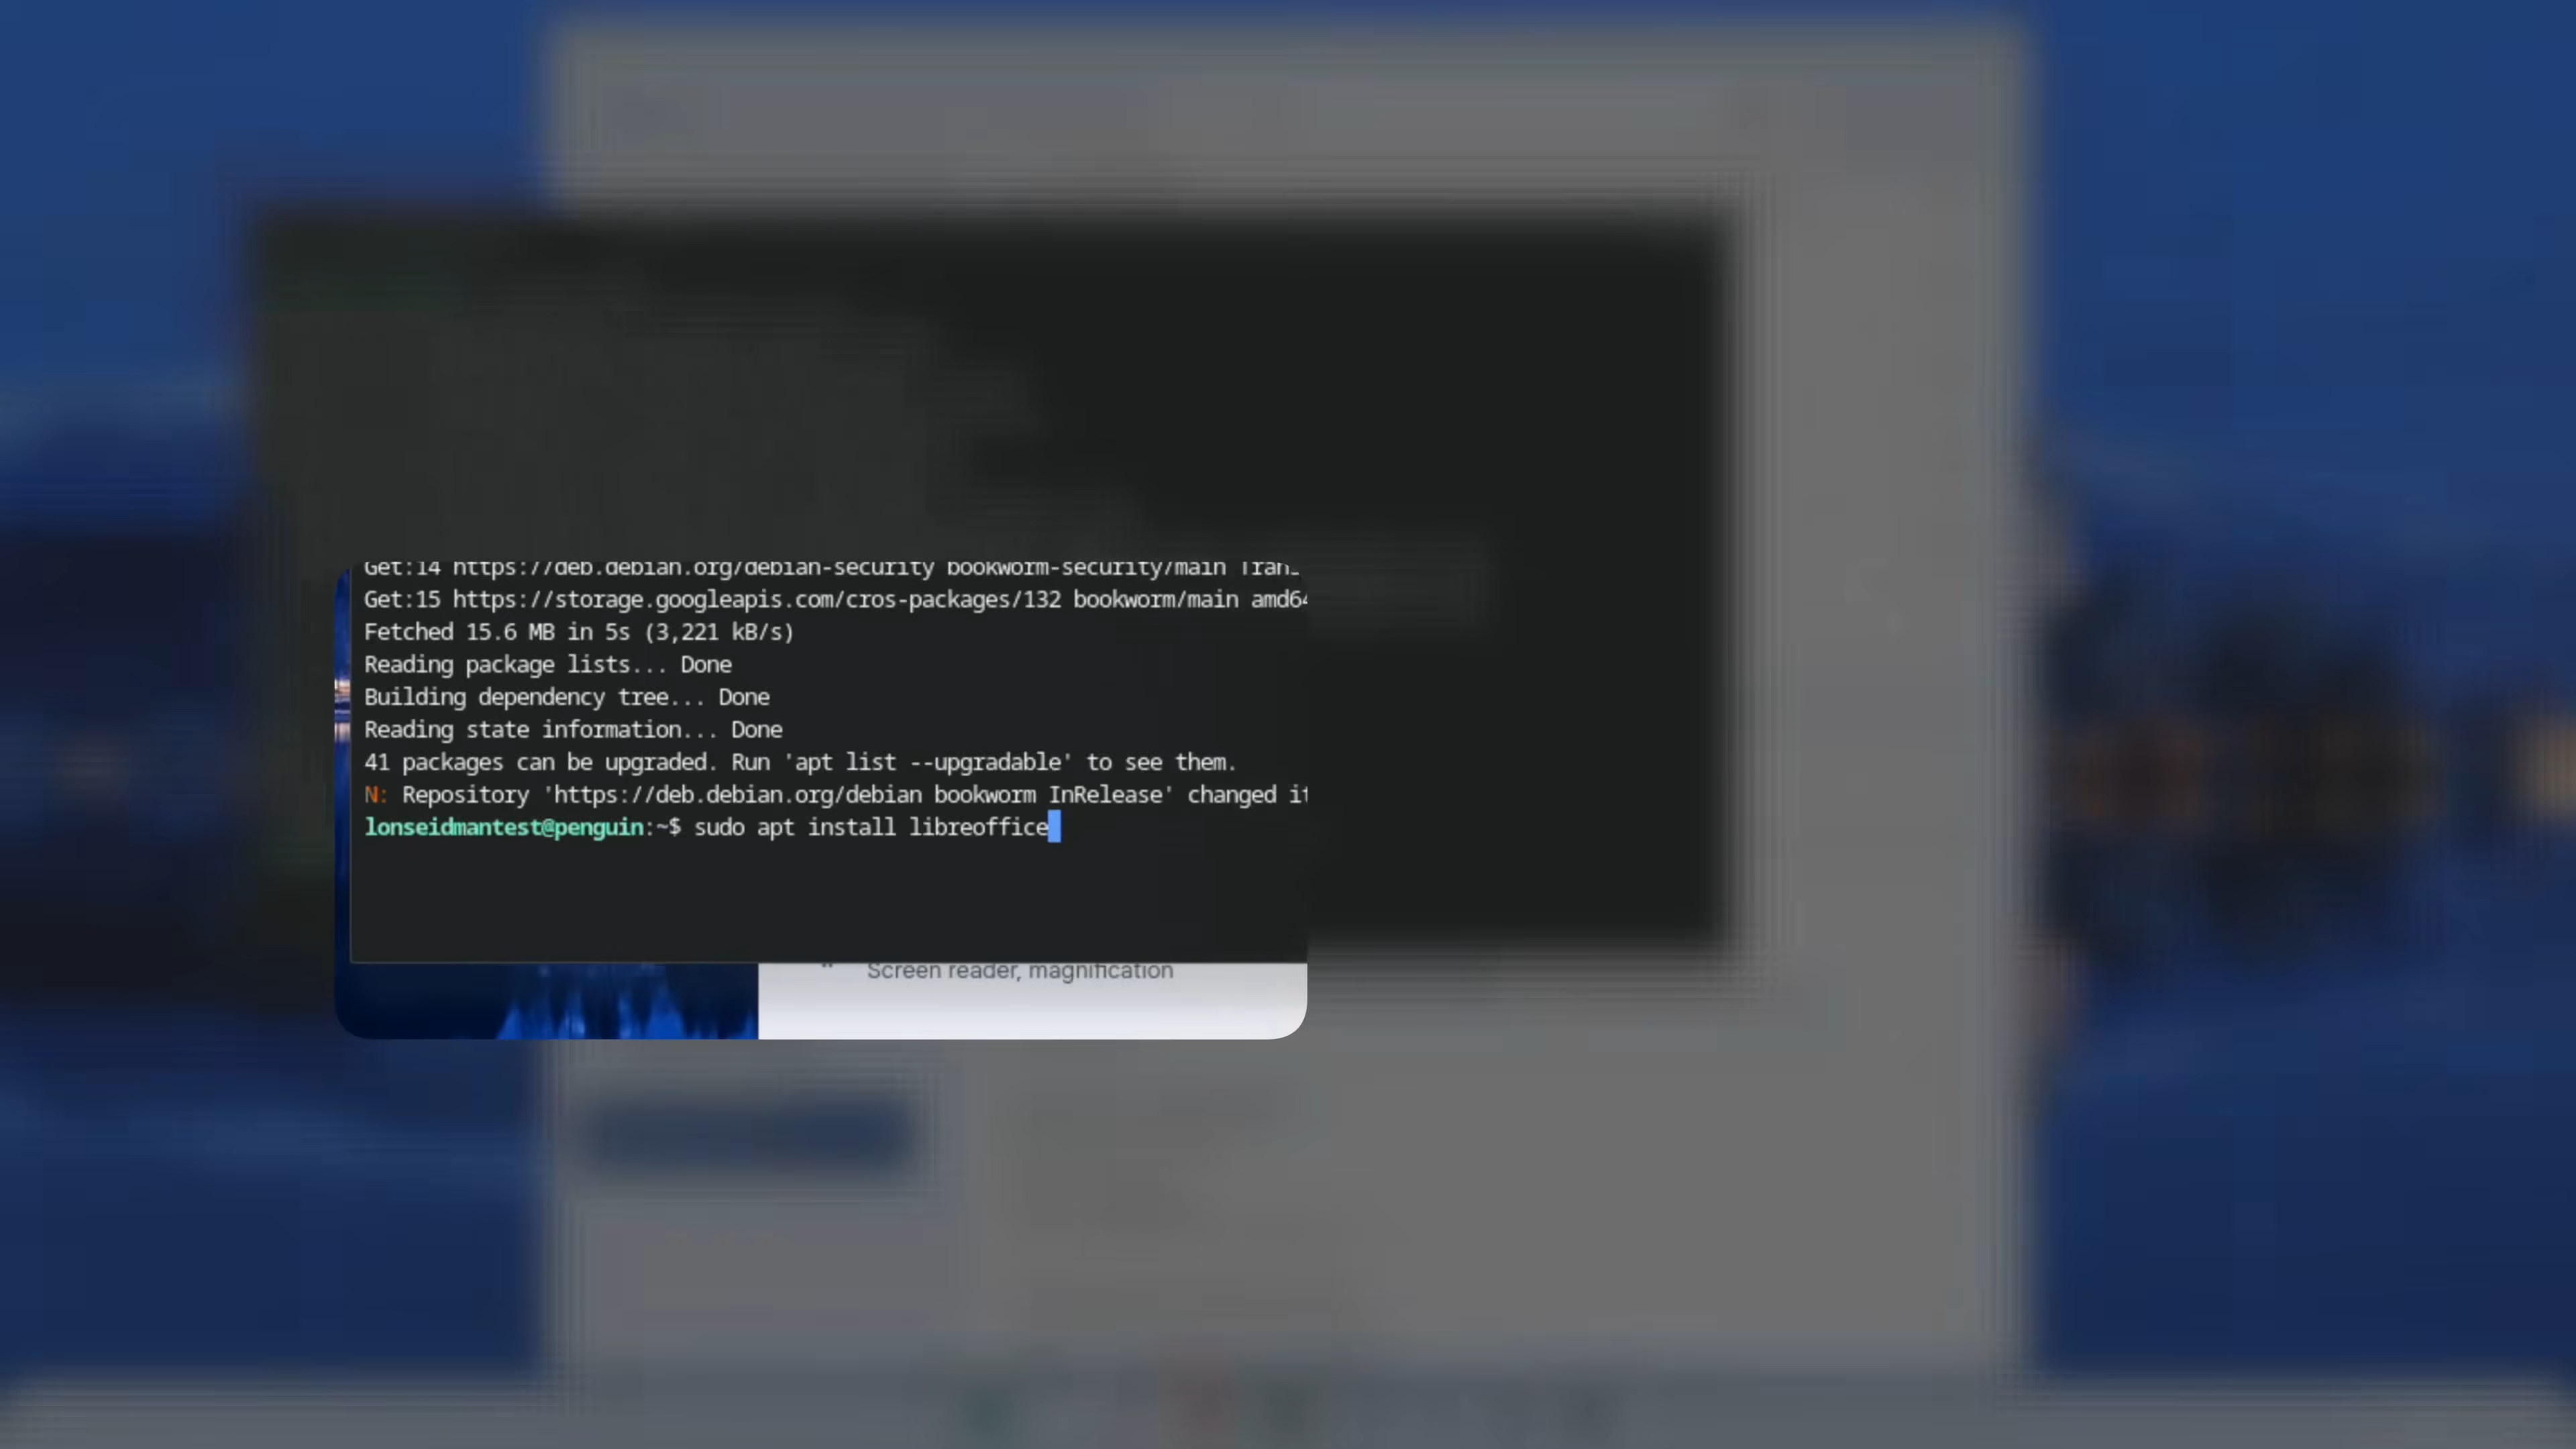 Get:14 https://deb.debian.org/debian-security bookworm-security/main Trans
Get:15 https://storage.googleapis.com/cros-packages/132 bookworm/main amd64
Fetched 15.6 MB in 5s (3,221 kB/s)
Reading package lists... Done
Building dependency tree... Done
Reading state information... Done
41 packages can be upgraded. Run 'apt list --upgradable' to see them.
N: Repository 'https://deb.debian.org/debian bookworm InRelease' changed it
lonseidmantest@penguin:~$ sudo apt install libreoffice
Screen reader, magnification